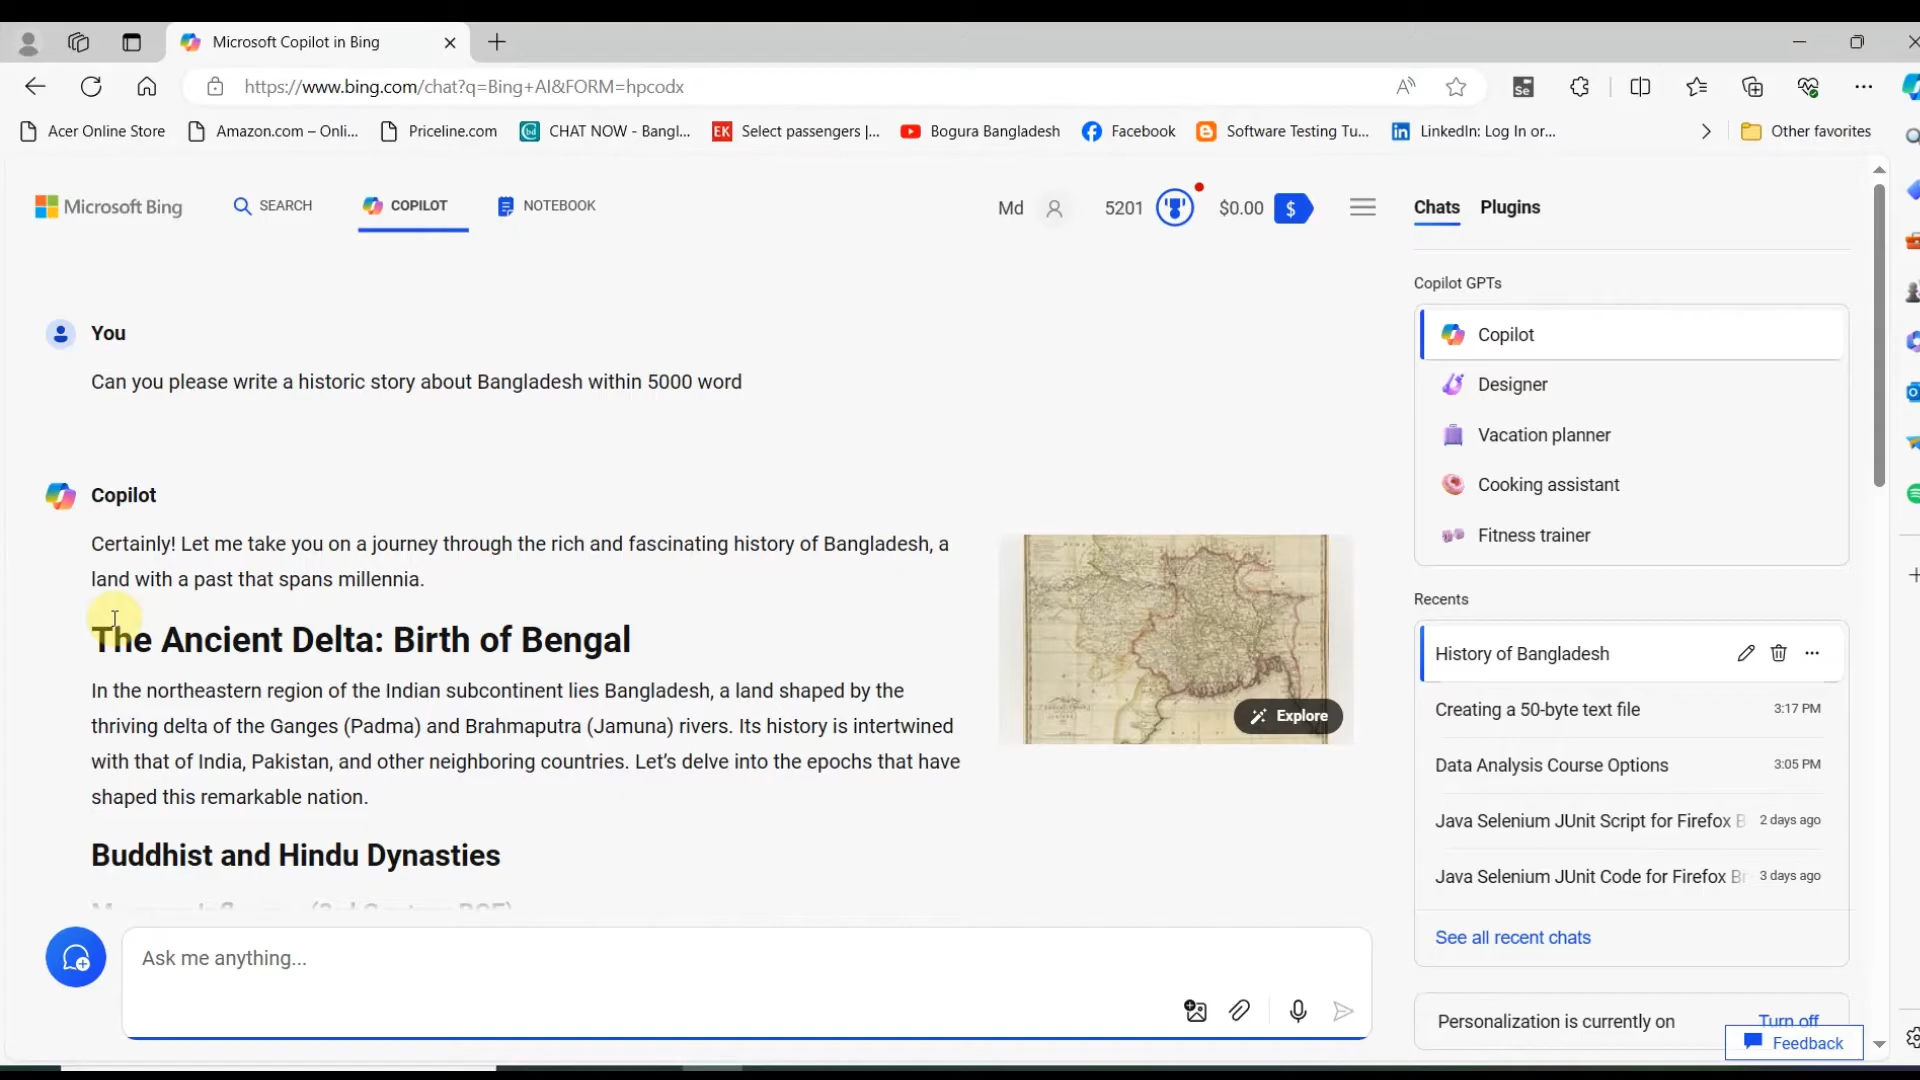 Microsoft Copilot in Bing
https://www.bing.com/chat?q=Bing+AI&FORM=hpcodx
Acer Online Store
Amazon.com – Onli...
Priceline.com
CHAT NOW - Bangl...
EK Select passengers |...
Bogura Bangladesh
Facebook
Software Testing Tu...
LinkedIn: Log In or...
Other favorites
Microsoft Bing
SEARCH
COPILOT
NOTEBOOK
Md
5201
$0.00
$
Chats
Plugins
You
Can you please write a historic story about Bangladesh within 5000 word
Copilot
Certainly! Let me take you on a journey through the rich and fascinating history of Bangladesh, a
land with a past that spans millennia.
The Ancient Delta: Birth of Bengal
In the northeastern region of the Indian subcontinent lies Bangladesh, a land shaped by the
thriving delta of the Ganges (Padma) and Brahmaputra (Jamuna) rivers. Its history is intertwined
with that of India, Pakistan, and other neighboring countries. Let’s delve into the epochs that have
shaped this remarkable nation.
Buddhist and Hindu Dynasties
Explore
Ask me anything...
Copilot GPTs
Copilot
Designer
Vacation planner
Cooking assistant
Fitness trainer
Recents
History of Bangladesh
Creating a 50-byte text file 3:17 PM
Data Analysis Course Options 3:05 PM
Java Selenium JUnit Script for Firefox B 2 days ago
Java Selenium JUnit Code for Firefox Br 3 days ago
See all recent chats
Personalization is currently on Turn off
Feedback